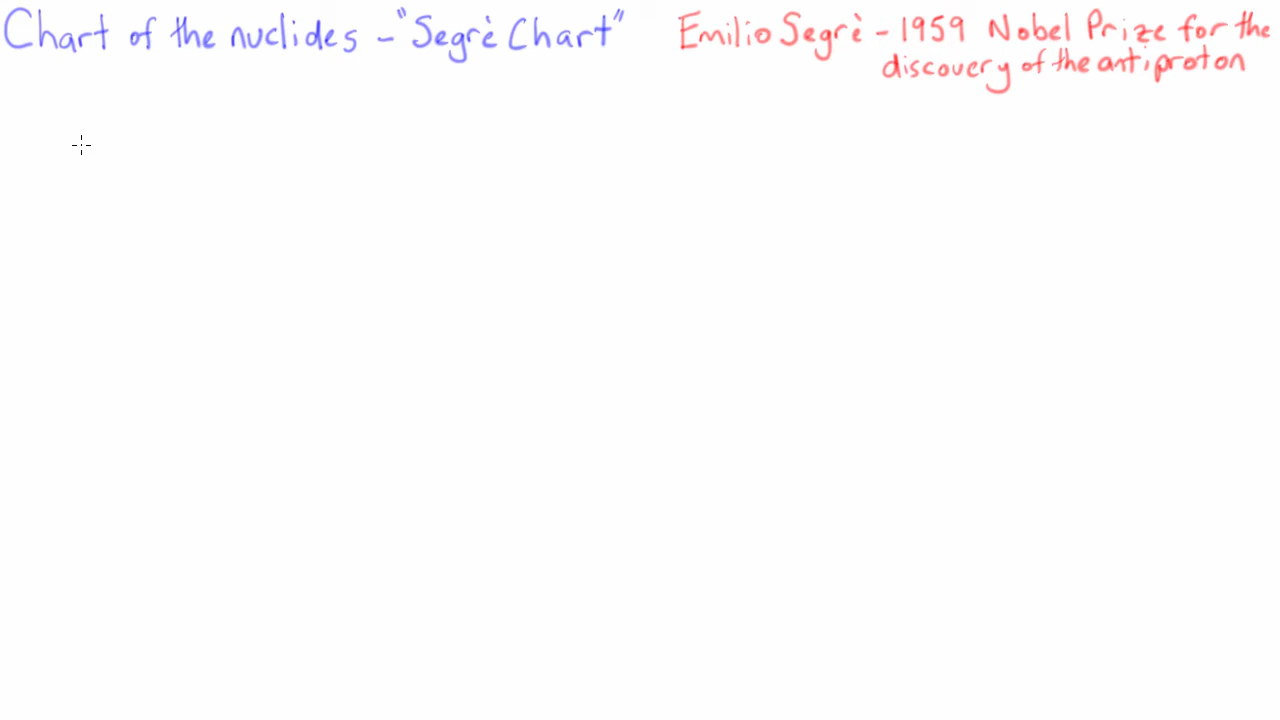 Chart of the nuclides - "Segrè Chart"
Emilio Segrè - 1959 Nobel Prize for the
discovery of the antiproton